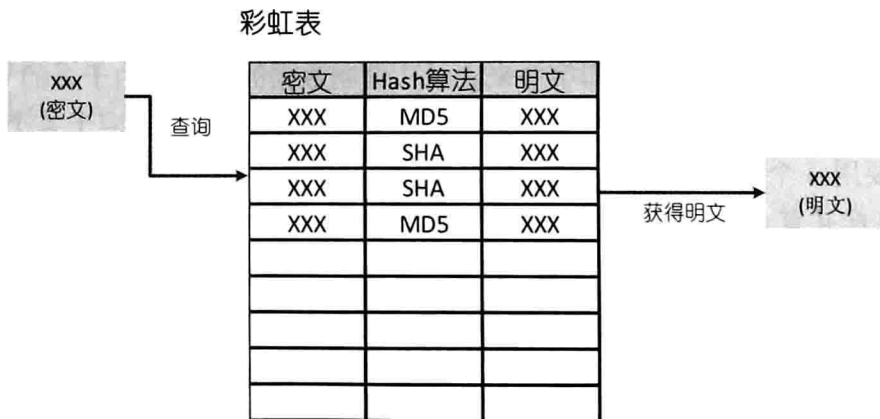 彩虹表
XXX
(密文)
查询
密文 Hash算法 明文
XXX MD5 XXX
XXX SHA XXX
XXX SHA XXX
XXX MD5 XXX
获得明文
XXX
(明文)